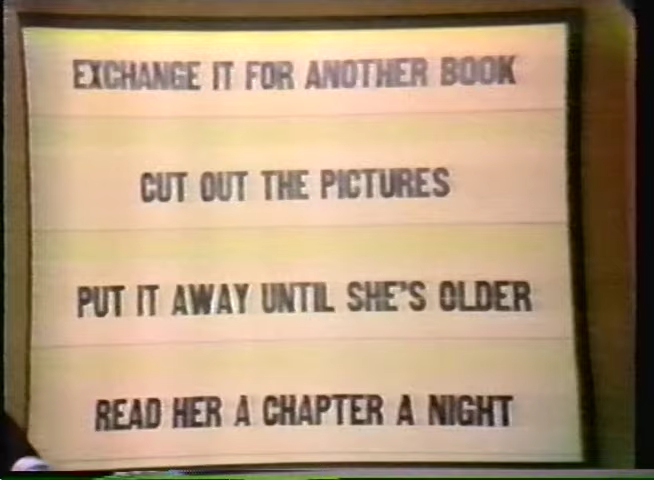 EXCHANGE IT FOR ANOTHER BOOK
CUT OUT THE PICTURES
PUT IT AWAY UNTIL SHE'S OLDER
READ HER A CHAPTER A NIGHT